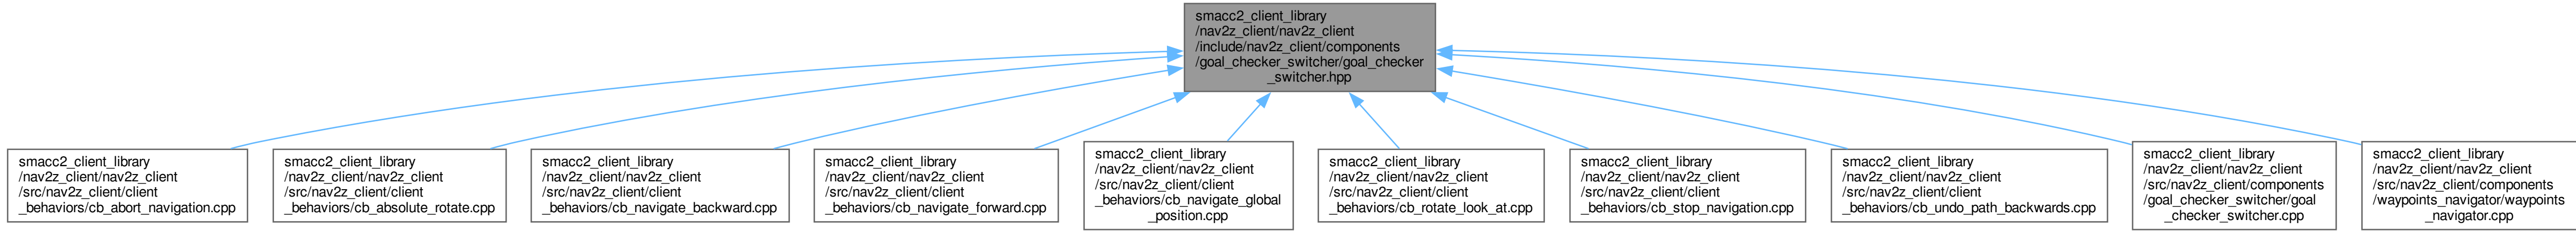 smacc2_client_library
/nav2z_client/nav2z_client
/include/nav2z_client/components
/goal_checker_switcher/goal_checker
_switcher.hpp
smacc2_client_library
/nav2z_client/nav2z_client
/src/nav2z_client/client
_behaviors/cb_abort_navigation.cpp
smacc2_client_library
/nav2z_client/nav2z_client
/src/nav2z_client/client
_behaviors/cb_absolute_rotate.cpp
smacc2_client_library
/nav2z_client/nav2z_client
/src/nav2z_client/client
_behaviors/cb_navigate_backward.cpp
smacc2_client_library
/nav2z_client/nav2z_client
/src/nav2z_client/client
_behaviors/cb_navigate_forward.cpp
smacc2_client_library
/nav2z_client/nav2z_client
/src/nav2z_client/client
_behaviors/cb_navigate_global
_position.cpp
smacc2_client_library
/nav2z_client/nav2z_client
/src/nav2z_client/client
_behaviors/cb_rotate_look_at.cpp
smacc2_client_library
/nav2z_client/nav2z_client
/src/nav2z_client/client
_behaviors/cb_stop_navigation.cpp
smacc2_client_library
/nav2z_client/nav2z_client
/src/nav2z_client/client
_behaviors/cb_undo_path_backwards.cpp
smacc2_client_library
/nav2z_client/nav2z_client
/src/nav2z_client/components
/goal_checker_switcher/goal
_checker_switcher.cpp
smacc2_client_library
/nav2z_client/nav2z_client
/src/nav2z_client/components
/waypoints_navigator/waypoints
_navigator.cpp